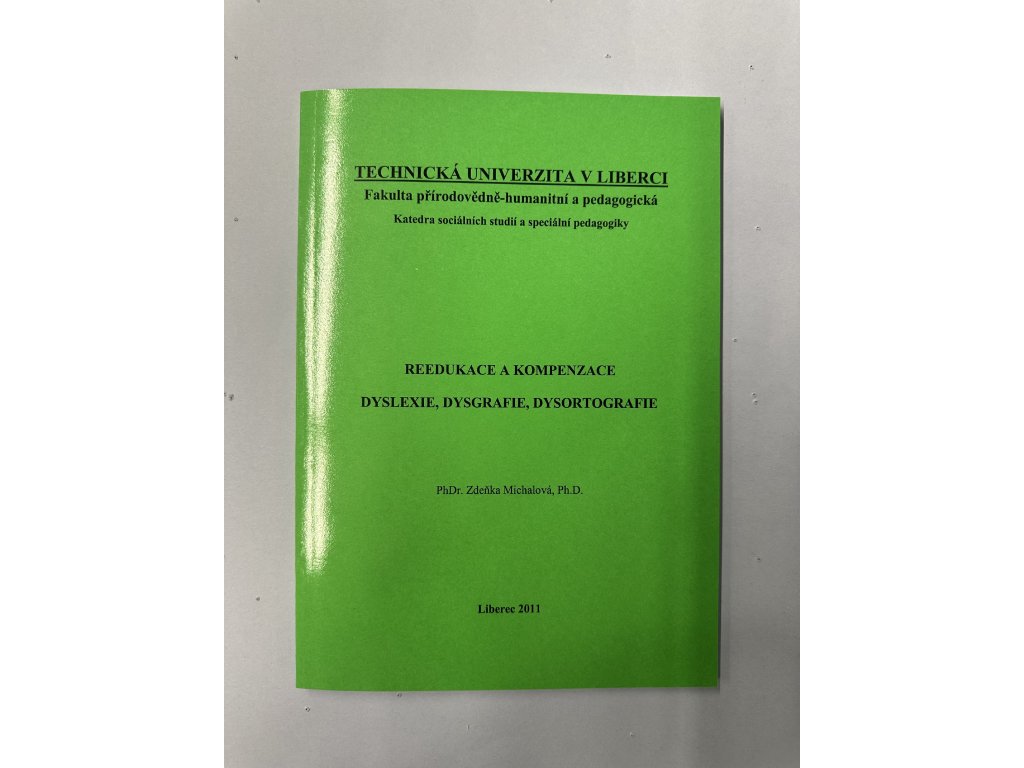 TECHNICKÁ UNIVERZITA V LIBERCI
Fakulta přírodovědně-humanitní a pedagogická
Katedra sociálních studií a speciální pedagogiky
REEDUKACE A KOMPENZACE
DYSLEXIE, DYSGRAFIE, DYSORTOGRAFIE
PhDr. Zdeňka Michalová, Ph.D.
Liberec 2011